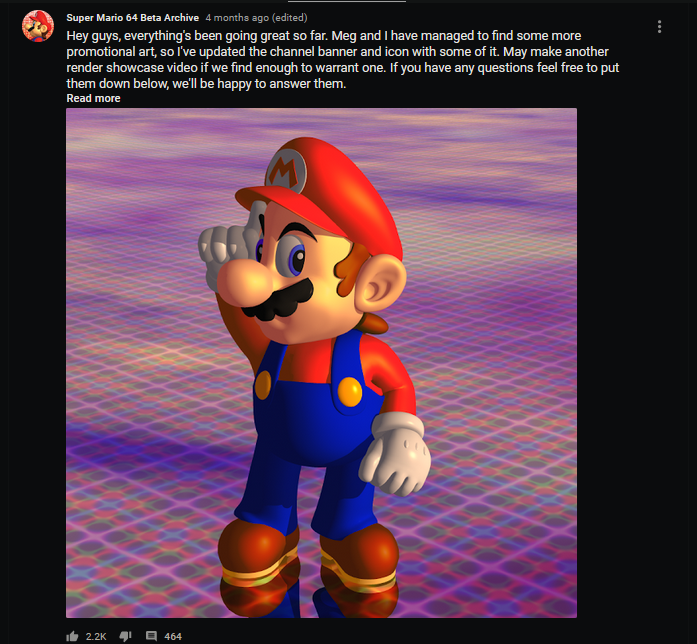 Super Mario 64 Beta Archive 4 months ago (edited)
Hey guys, everything's been going great so far. Meg and I have managed to find some more
promotional art, so I've updated the channel banner and icon with some of it. May make another
render showcase video if we find enough to warrant one. If you have any questions feel free to put
them down below, we'll be happy to answer them.
Read more
M
2.2K 464